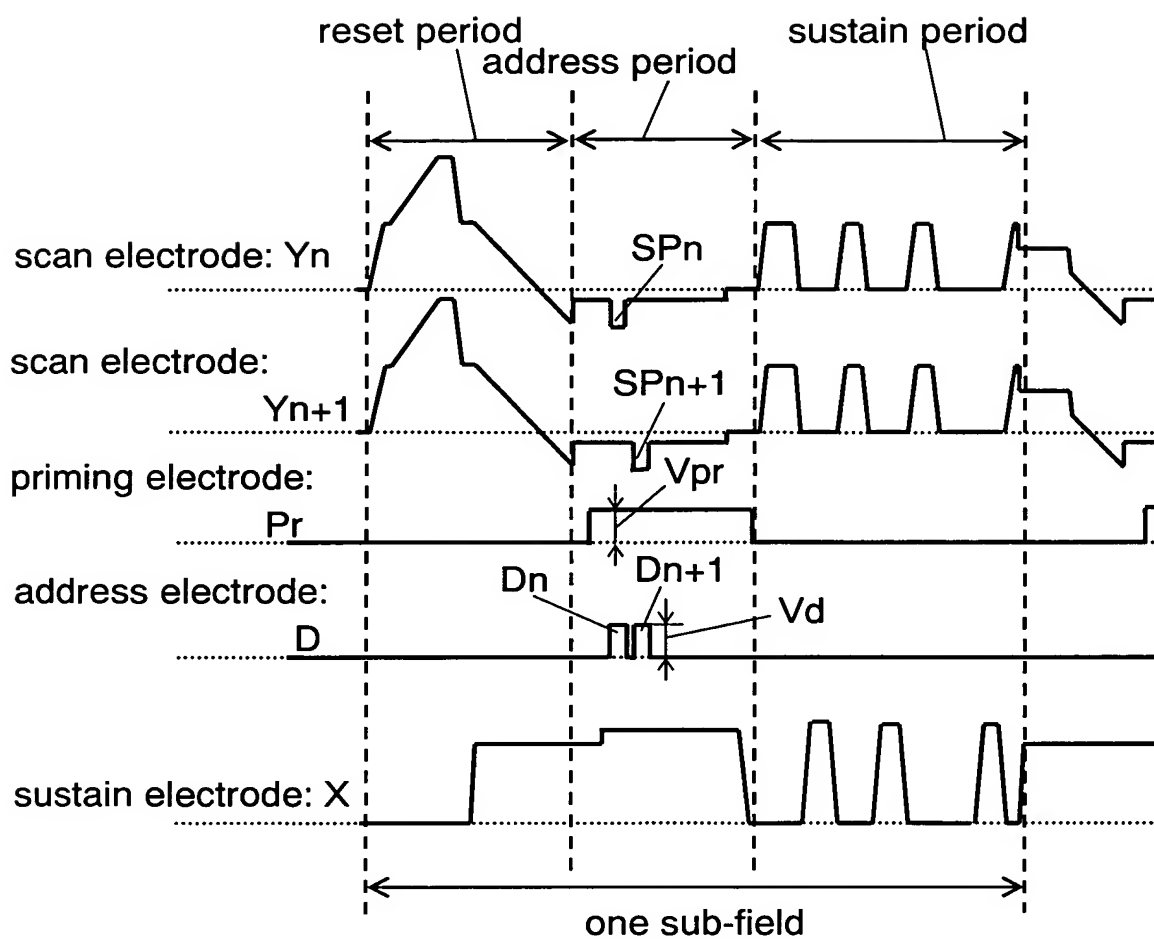 reset period
sustain period
address period
SPn
scan electrode: Yn
scan electrode:
SPn+1
Yn+1
priming electrode:
Vpr
Pr
Dn
Dn+1
address electrode:
Vd
D
sustain electrode: X
one sub-field